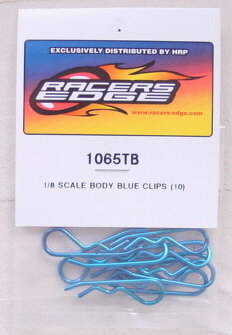 EXCLUSIVELY DISTRIBUTED BY HRP
RACERS
EDGE
www.racers-edge.com
1065TB
1/8 SCALE BODY BLUE CLIPS (10)